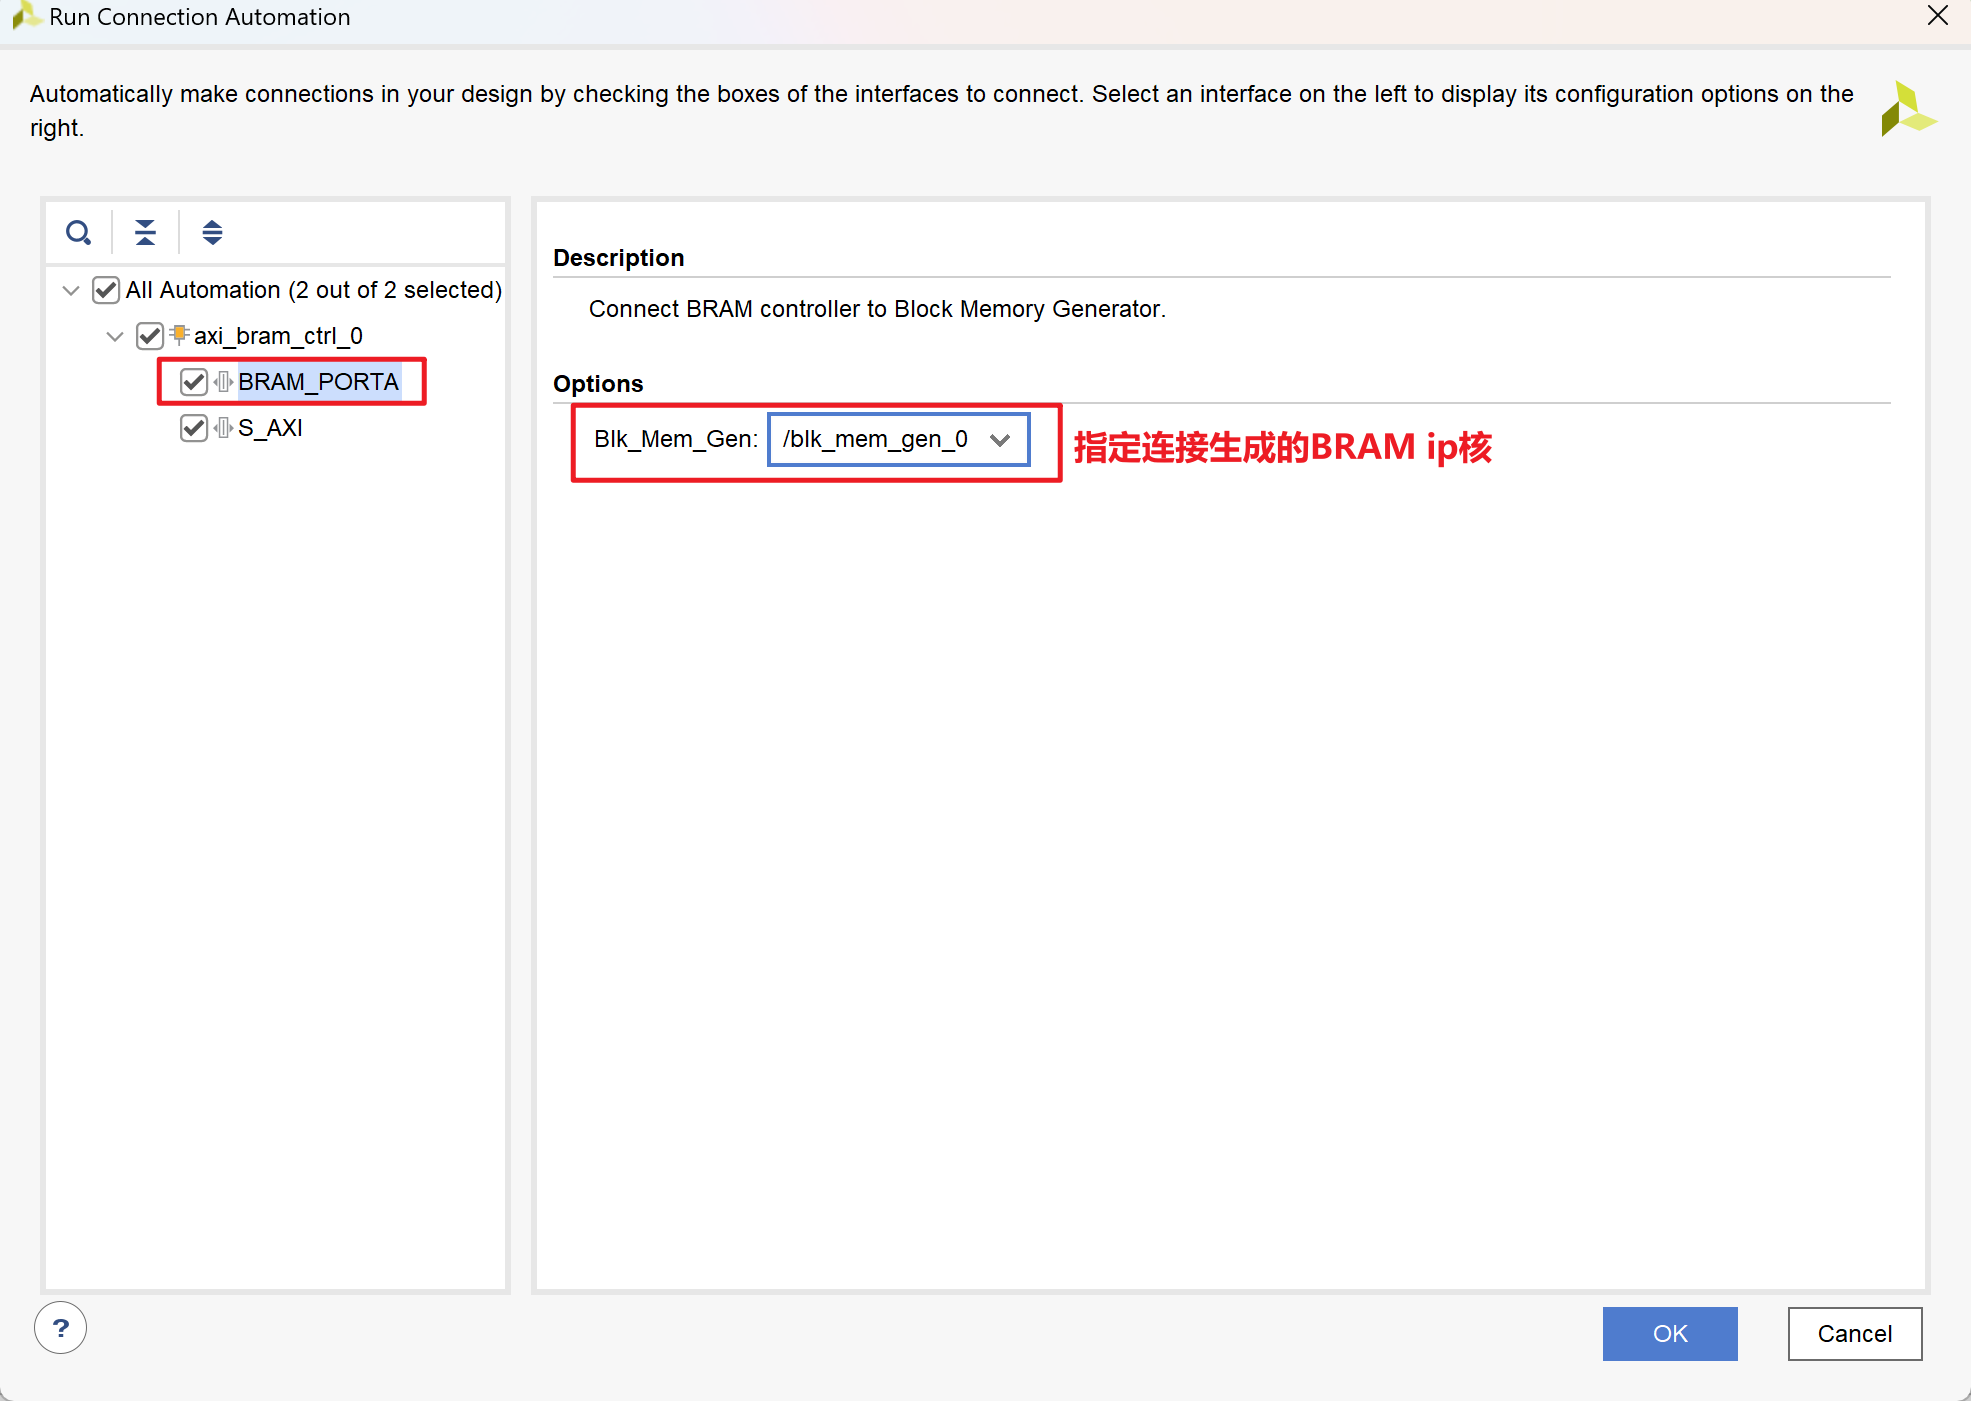 Run Connection Automation
Automatically make connections in your design by checking the boxes of the interfaces to connect. Select an interface on the left to display its configuration options on the
right.
All Automation (2 out of 2 selected)
axi_bram_ctrl_0
BRAM_PORTA
S_AXI
Description
Connect BRAM controller to Block Memory Generator.
Options
Blk_Mem_Gen: /blk_mem_gen_0 指定连接生成的BRAM ip核
?
OK
Cancel